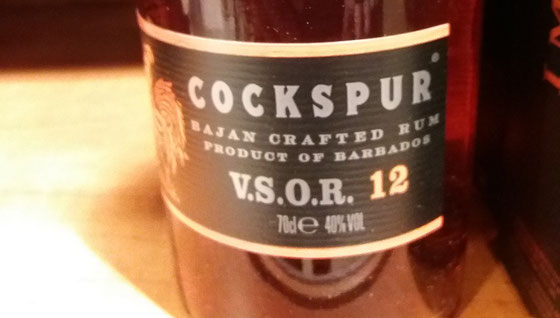 COCKSPUR®
BAJAN CRAFTED RUM
PRODUCT OF BARBADOS
V.S.O.R. 12
70cl e 40% VOL